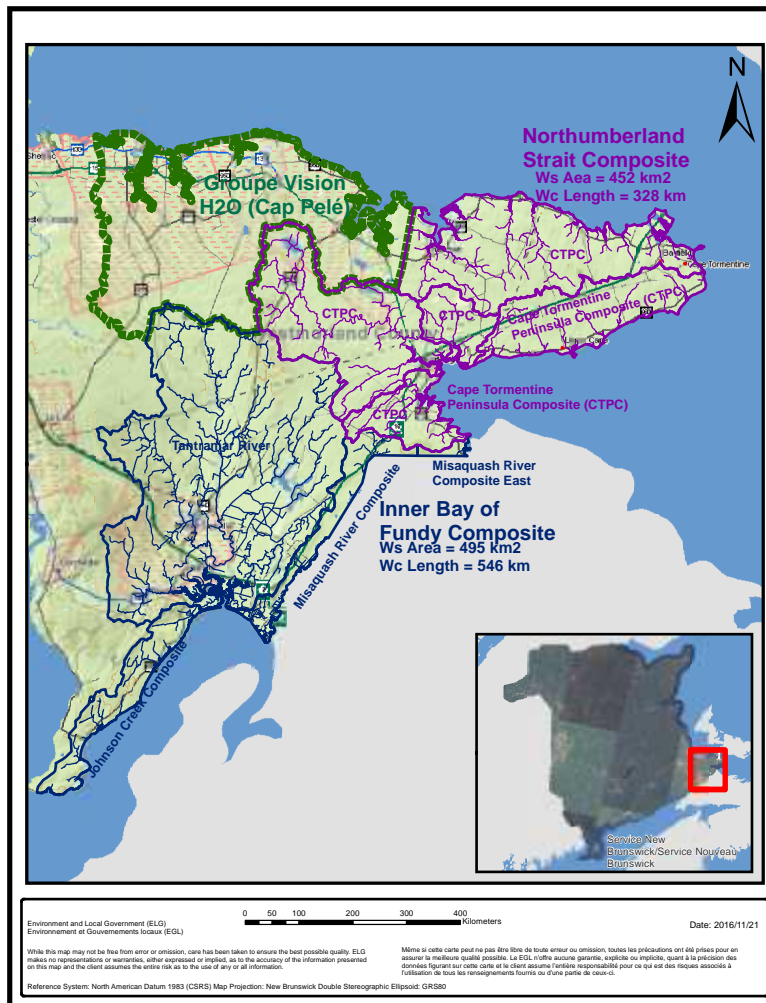 N
Northumberland
Strait Composite
Ws Aea = 452 km2
Wc Length = 328 km
Groupe Vision
H2O (Cap Pelé)
15
CTPC
Cape Tormentine
Cape Tormentine
Peninsula Composite (CTPC)
CTPC
CTPC
Cape Tormentine
Peninsula Composite (CTPC)
CTPC
Tantramar River
Misaquash River
Composite East
Misaquash River Composite
Inner Bay of
Fundy Composite
Ws Area = 495 km2
Wc Length = 546 km
Johnson Creek Composite
Service New
Brunswick/Service Nouveau
Brunswick
Environment and Local Government (ELG)
Environnement et Gouvernements locaux (EGL)
0 50 100 200 300 400
Kilometers
Date: 2016/11/21
While this map may not be free from error or omission, care has been taken to ensure the best possible quality. ELG
makes no representations or warranties, either expressed or implied, as to the accuracy of the information presented
on this map and the client assumes the entire risk as to the use of any or all information.
Même si cette carte peut ne pas être libre de toute erreur ou omission, toutes les précautions ont été prises pour en
assurer la meilleure qualité possible. Le EGL n'offre aucune garantie, explicite ou implicite, quant à la précision des
données figurant sur cette carte et le client assume l'entière responsabilité pour ce qui est des risques associés à
l'utilisation de tous les renseignements fournis ou d'une partie de ceux-ci.
Reference System: North American Datum 1983 (CSRS) Map Projection: New Brunswick Double Stereographic Ellipsoid: GRS80